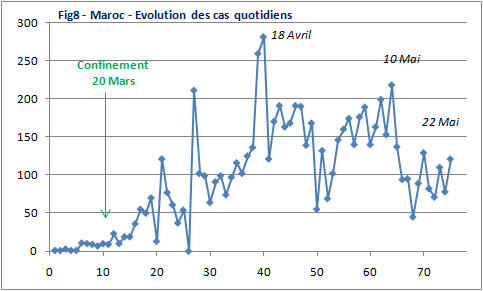 Fig8 - Maroc - Evolution des cas quotidiens
300
250
200
150
100
50
0
18 Avril
10 Mai
22 Mai
Confinement
20 Mars
0 10 20 30 40 50 60 70